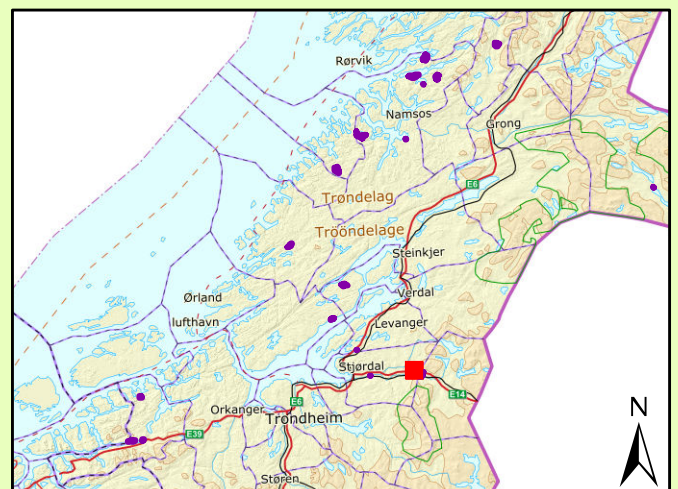 Rørvik
Namsos
Grong
Trøndelag
E6
Trööndelage
Steinkjer
Ørland
lufthavn
Verdal
Levanger
Stjørdal
E14
Orkanger
E6
Trondheim
E39
Støren
N